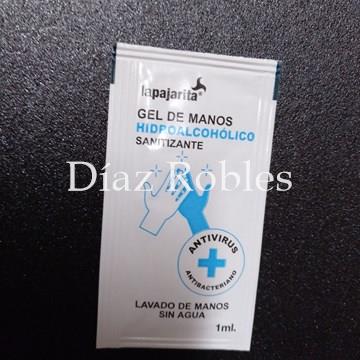 lapajarita®
GEL DE MANOS
HIDROALCOHÓLICO
SANITIZANTE
Díaz Robles
ANTIVIRUS
ANTIBACTERIANO
LAVADO DE MANOS
SIN AGUA
1ml.